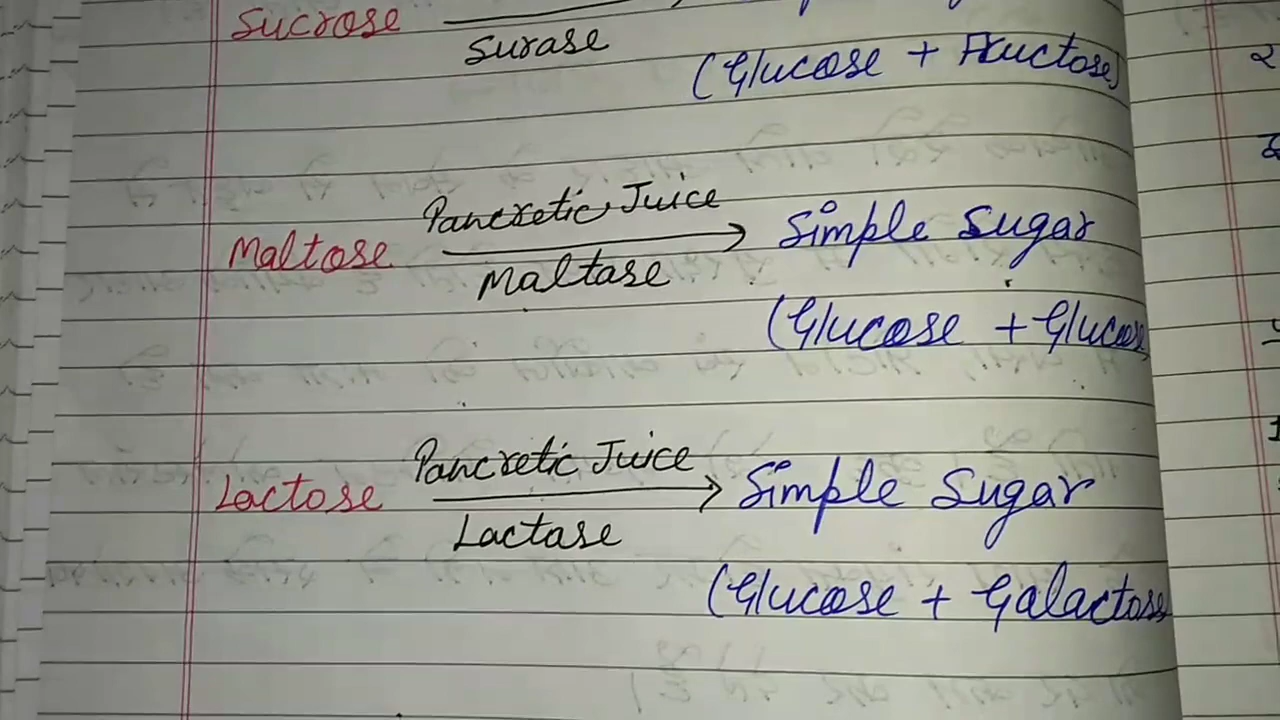 Sucrose
Surase
(Glucose + Fructose)
Pancretic Juice
Maltose → Simple Sugar
Maltase
(Glucose + Glucose
Pancretic Juice
Lactose → Simple Sugar
Lactase
(Glucose + Galactose